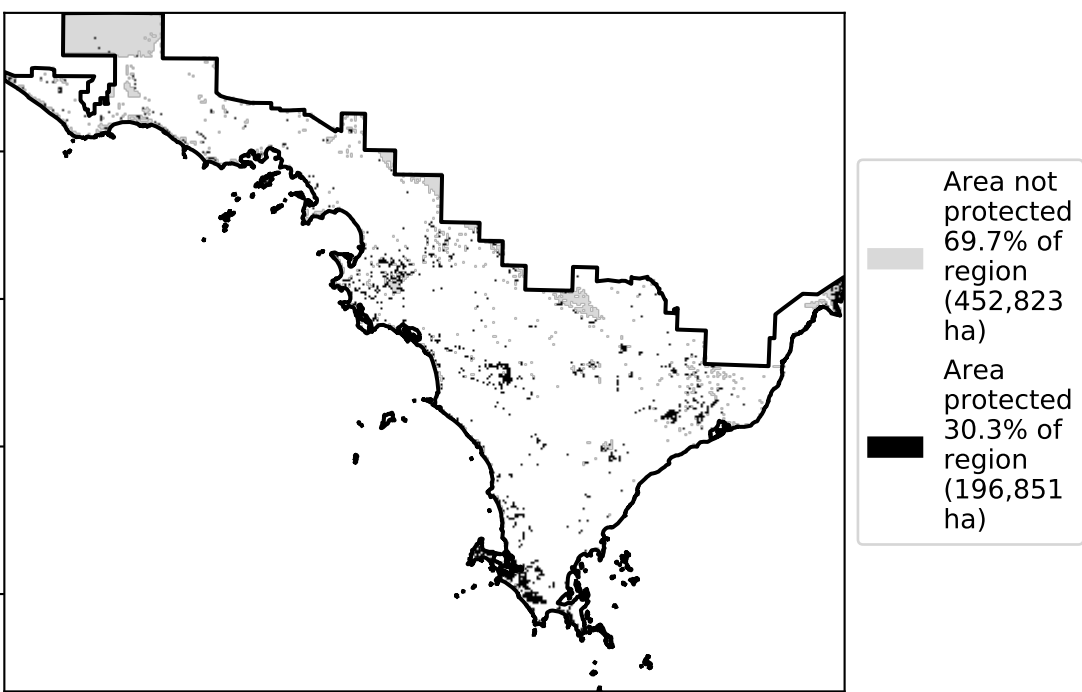 Area not
protected
69.7% of
region
(452,823
ha)
Area
protected
30.3% of
region
(196,851
ha)